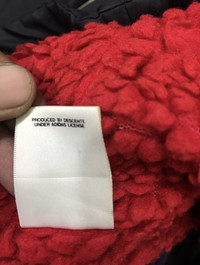 PRODUCED BY DESCENTE
UNDER ADIDAS LICENSE